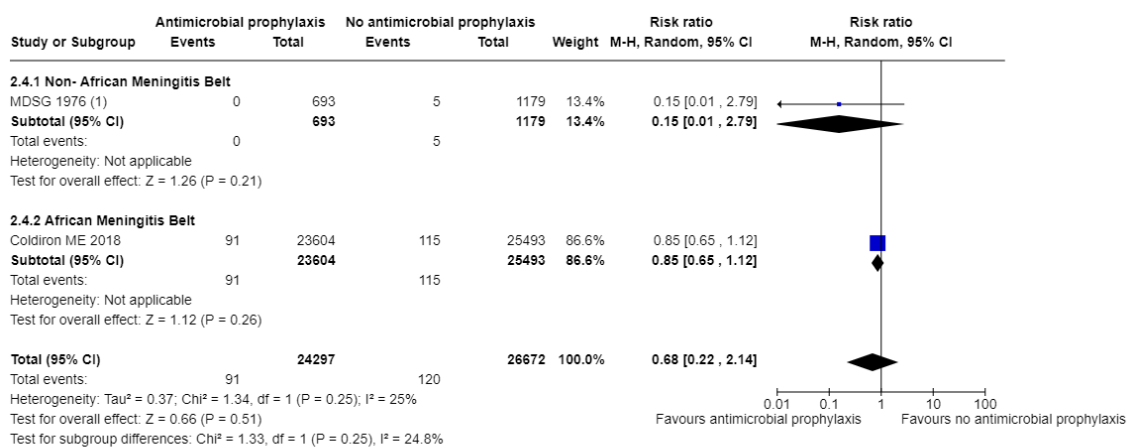 Antimicrobial prophylaxis No antimicrobial prophylaxis Risk ratio Risk ratio
Study or Subgroup Events Total Events Total Weight M-H, Random, 95% CI M-H, Random, 95% CI
2.4.1 Non- African Meningitis Belt
MDSG 1976 (1) 0 693 5 1179 13.4% 0.15 [0.01 , 2.79]
Subtotal (95% CI) 693 1179 13.4% 0.15 [0.01 , 2.79]
Total events: 0 5
Heterogeneity: Not applicable
Test for overall effect: Z = 1.26 (P = 0.21)
2.4.2 African Meningitis Belt
Coldiron ME 2018 91 23604 115 25493 86.6% 0.85 [0.65 , 1.12]
Subtotal (95% CI) 23604 25493 86.6% 0.85 [0.65 , 1.12]
Total events: 91 115
Heterogeneity: Not applicable
Test for overall effect: Z = 1.12 (P = 0.26)
Total (95% CI) 24297 26672 100.0% 0.68 [0.22 , 2.14]
Total events: 91 120
Heterogeneity: Tau² = 0.37; Chi² = 1.34, df = 1 (P = 0.25); I² = 25%
0.01 0.1 1 10 100
Test for overall effect: Z = 0.66 (P = 0.51)
Favours antimicrobial prophylaxis Favours no antimicrobial prophylaxis
Test for subgroup differences: Chi² = 1.33, df = 1 (P = 0.25), I² = 24.8%